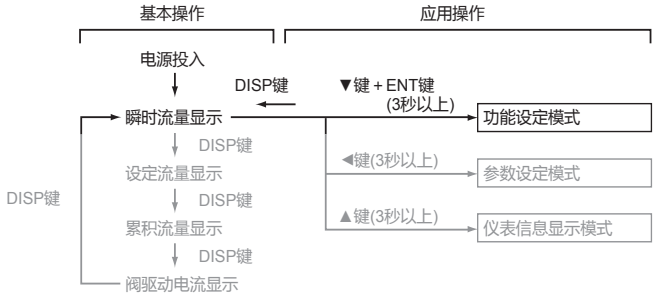 基本操作
应用操作
电源投入
DISP键
▼键 + ENT键
(3秒以上)
瞬时流量显示
功能设定模式
DISP键
◀键(3秒以上)
设定流量显示
参数设定模式
DISP键
DISP键
▲键(3秒以上)
累积流量显示
仪表信息显示模式
DISP键
阀驱动电流显示